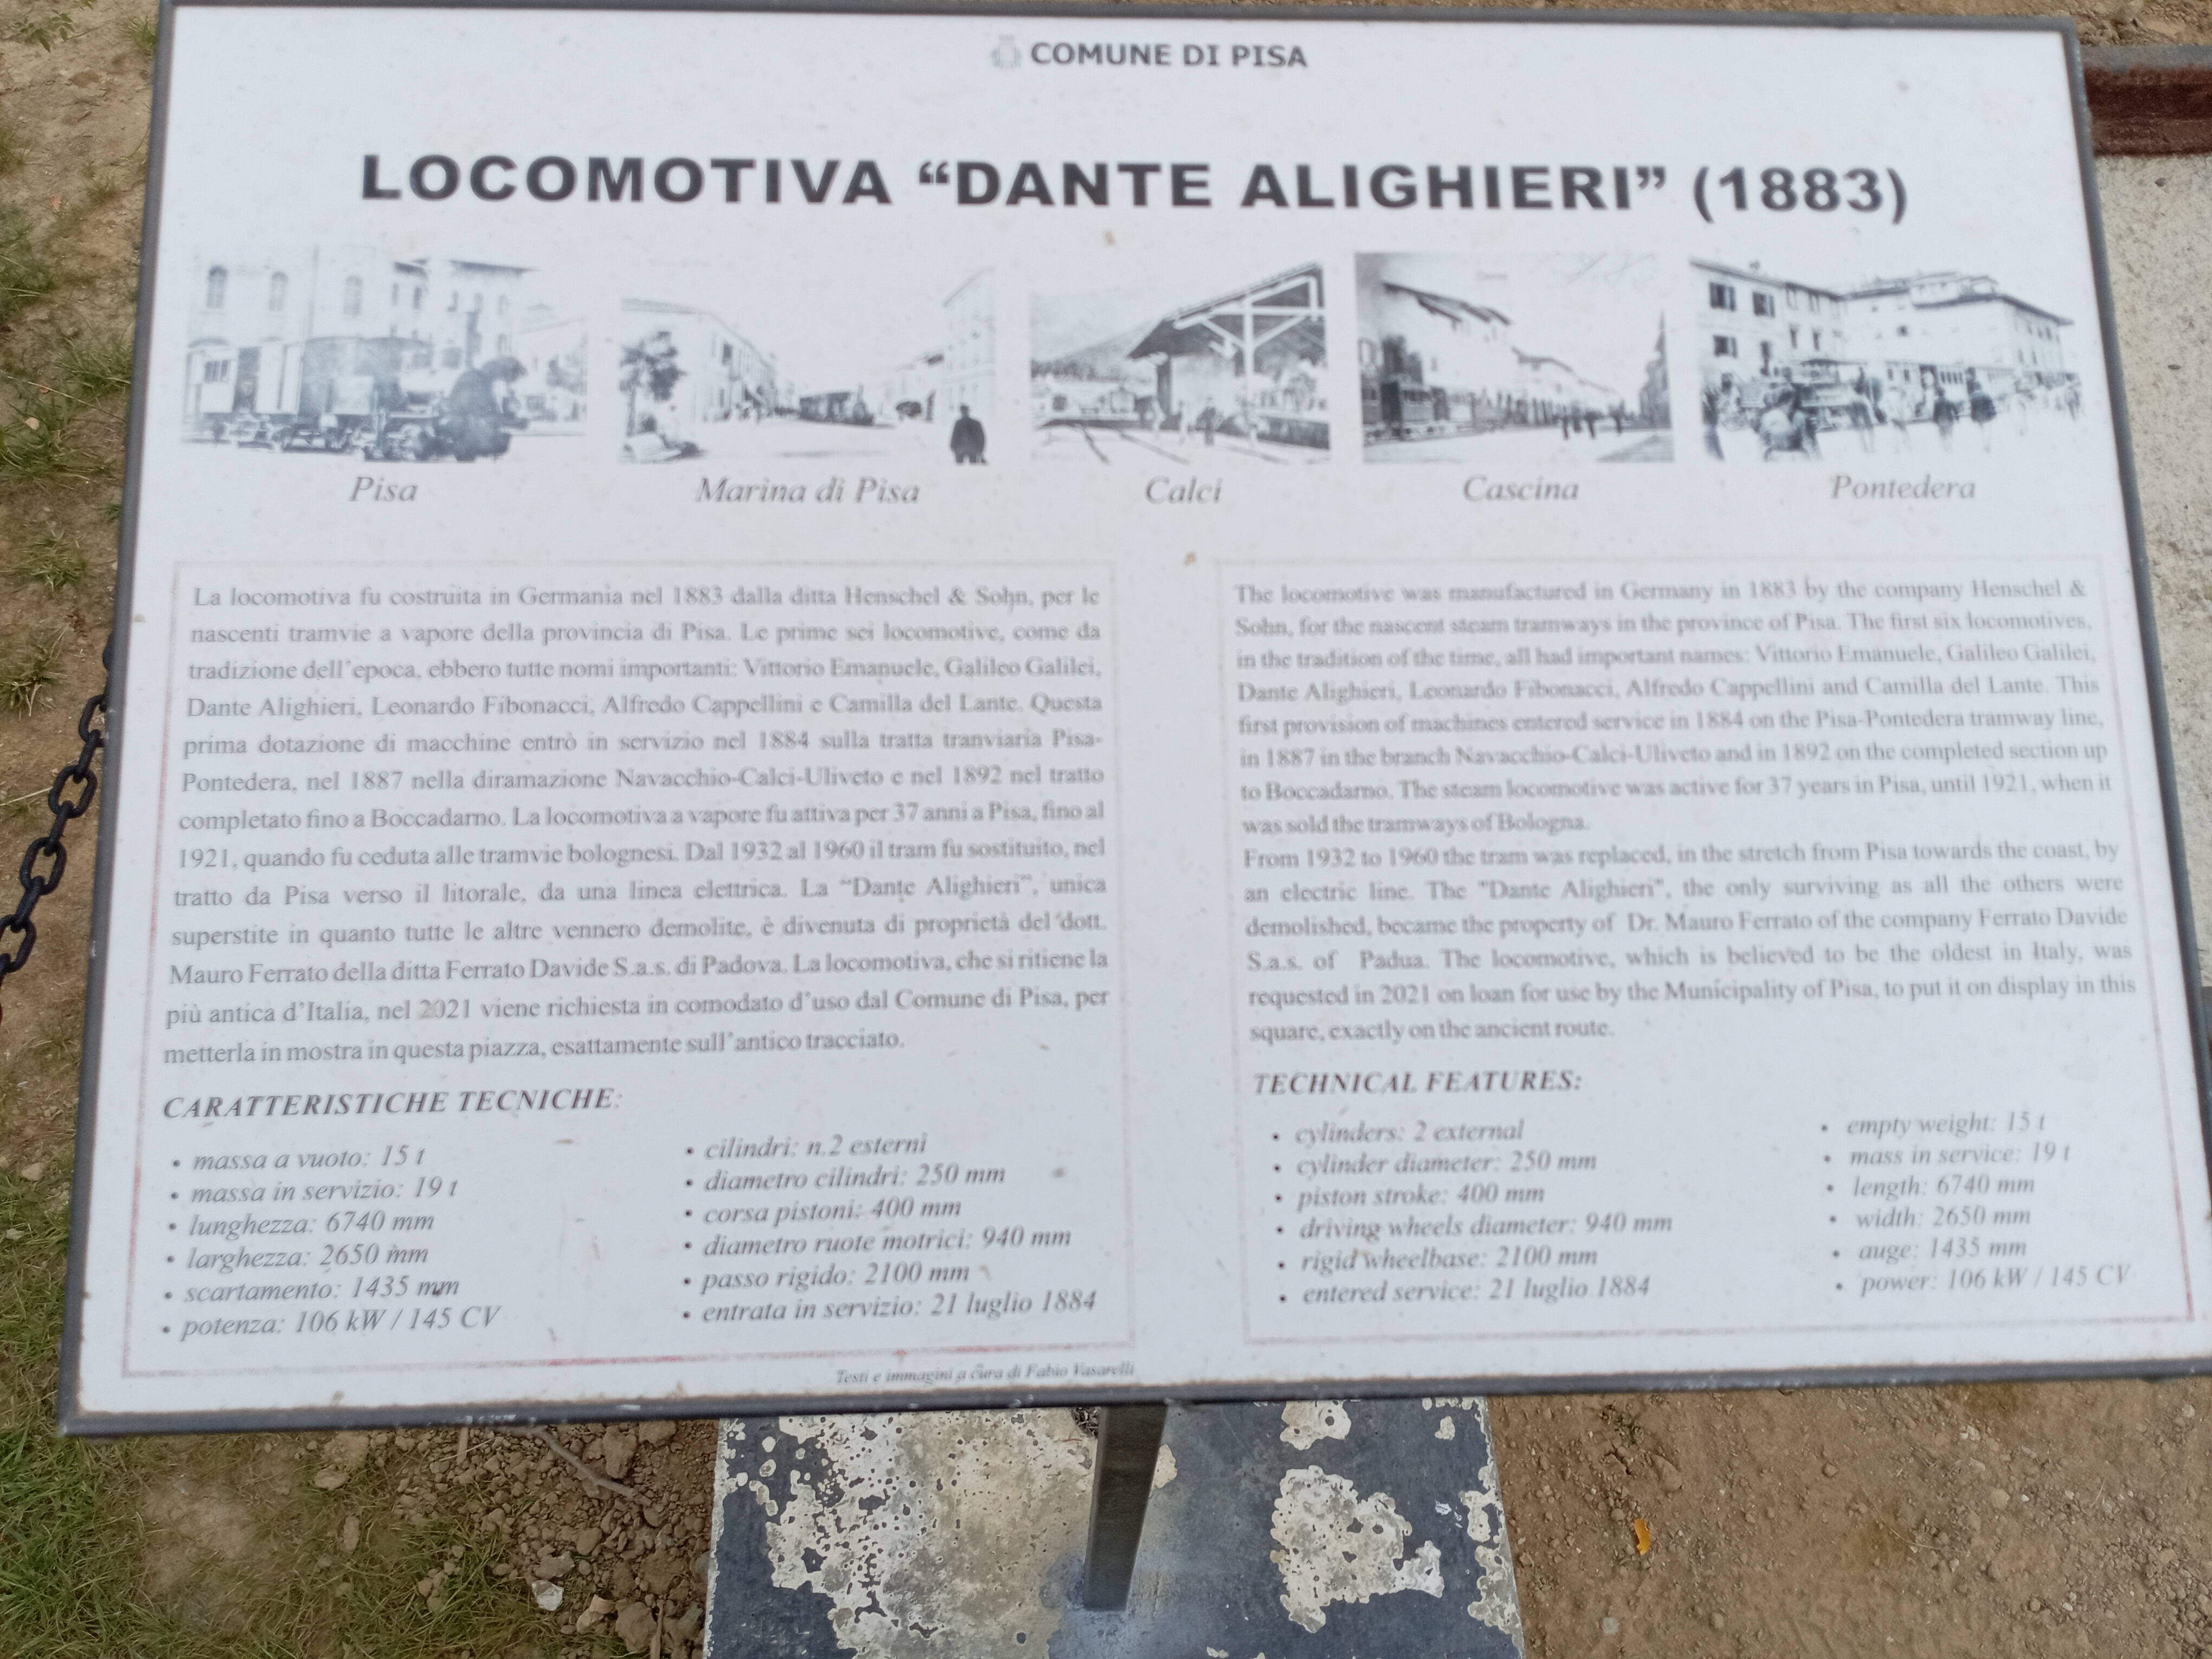 COMUNE DI PISA
LOCOMOTIVA “DANTE ALIGHIERI” (1883)
Pisa
Marina di Pisa
Calci
Cascina
Pontedera
La locomotiva fu costruita in Germania nel 1883 dalla ditta Henschel & Sohn, per le
nascenti tramvie a vapore della provincia di Pisa. Le prime sei locomotive, come da
tradizione dell’epoca, ebbero tutte nomi importanti: Vittorio Emanuele, Galileo Galilei,
Dante Alighieri, Leonardo Fibonacci, Alfredo Cappellini e Camilla del Lante. Questa
prima dotazione di macchine entrò in servizio nel 1884 sulla tratta tranviaria Pisa-
Pontedera, nel 1887 nella diramazione Navacchio-Calci-Uliveto e nel 1892 nel tratto
completato fino a Boccadarno. La locomotiva a vapore fu attiva per 37 anni a Pisa, fino al
1921, quando fu ceduta alle tramvie bolognesi. Dal 1932 al 1960 il tram fu sostituito, nel
tratto da Pisa verso il litorale, da una linea elettrica. La “Dante Alighieri”, unica
superstite in quanto tutte le altre vennero demolite, è divenuta di proprietà del dott.
Mauro Ferrato della ditta Ferrato Davide S.a.s. di Padova. La locomotiva, che si ritiene la
più antica d’Italia, nel 2021 viene richiesta in comodato d’uso dal Comune di Pisa, per
metterla in mostra in questa piazza, esattamente sull’antico tracciato.
CARATTERISTICHE TECNICHE:
• massa a vuoto: 15 t
• massa in servizio: 19 t
• lunghezza: 6740 mm
• larghezza: 2650 mm
• scartamento: 1435 mm
• potenza: 106 kW / 145 CV
• cilindri: n.2 esterni
• diametro cilindri: 250 mm
• corsa pistoni: 400 mm
• diametro ruote motrici: 940 mm
• passo rigido: 2100 mm
• entrata in servizio: 21 luglio 1884
The locomotive was manufactured in Germany in 1883 by the company Henschel &
Sohn, for the nascent steam tramways in the province of Pisa. The first six locomotives,
in the tradition of the time, all had important names: Vittorio Emanuele, Galileo Galilei,
Dante Alighieri, Leonardo Fibonacci, Alfredo Cappellini and Camilla del Lante. This
first provision of machines entered service in 1884 on the Pisa-Pontedera tramway line,
in 1887 in the branch Navacchio-Calci-Uliveto and in 1892 on the completed section up
to Boccadarno. The steam locomotive was active for 37 years in Pisa, until 1921, when it
was sold the tramways of Bologna.
From 1932 to 1960 the tram was replaced, in the stretch from Pisa towards the coast, by
an electric line. The "Dante Alighieri", the only surviving as all the others were
demolished, became the property of Dr. Mauro Ferrato of the company Ferrato Davide
S.a.s. of Padua. The locomotive, which is believed to be the oldest in Italy, was
requested in 2021 on loan for use by the Municipality of Pisa, to put it on display in this
square, exactly on the ancient route.
TECHNICAL FEATURES:
• cylinders: 2 external
• cylinder diameter: 250 mm
• piston stroke: 400 mm
• driving wheels diameter: 940 mm
• rigid wheelbase: 2100 mm
• entered service: 21 luglio 1884
• empty weight: 15 t
• mass in service: 19 t
• length: 6740 mm
• width: 2650 mm
• auge: 1435 mm
• power: 106 kW / 145 CV
Testi e immagini a cura di Fabio Vasarelli